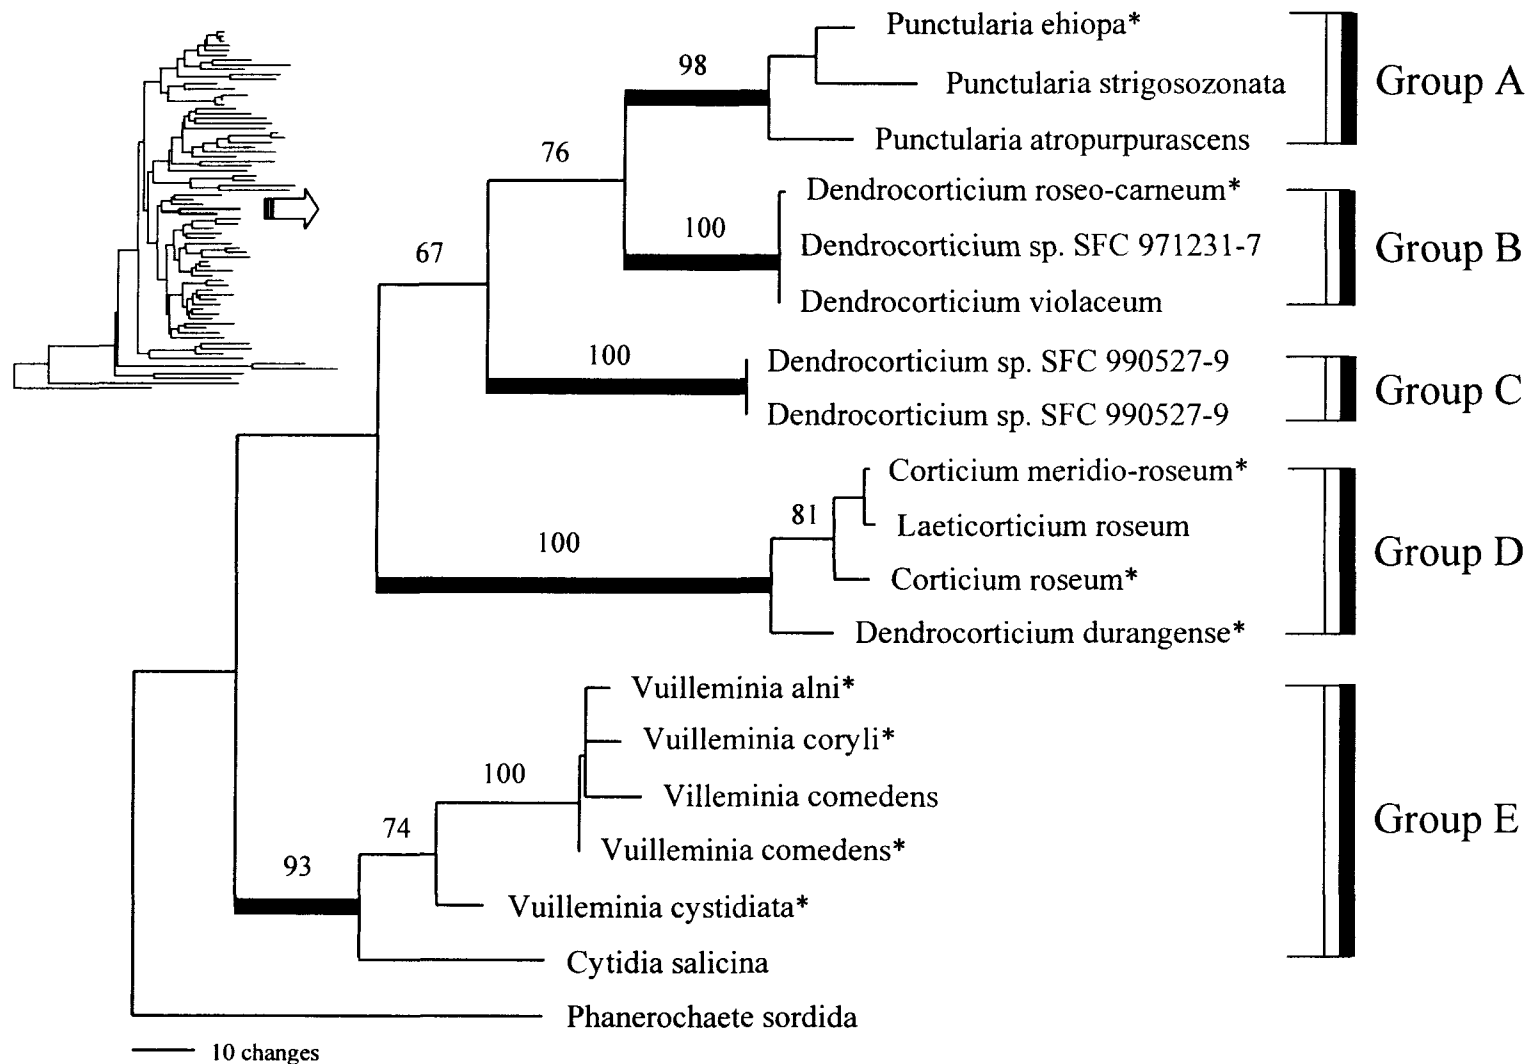 Punctularia ehiopa*
98
Group A
Punctularia strigosozonata
Punctularia atropurpurascens
76
Dendrocorticium roseo-carneum*
100
Dendrocorticium sp. SFC 971231-7
Group B
67
Dendrocorticium violaceum
100
Dendrocorticium sp. SFC 990527-9
Group C
Dendrocorticium sp. SFC 990527-9
Corticium meridio-roseum*
81
Laeticorticium roseum
100
Group D
Corticium roseum*
Dendrocorticium durangense*
Vuilleminia alni*
Vuilleminia coryli*
100
Villeminia comedens
Group E
74
Vuilleminia comedens*
93
Vuilleminia cystidiata*
Cytidia salicina
Phanerochaete sordida
10 changes